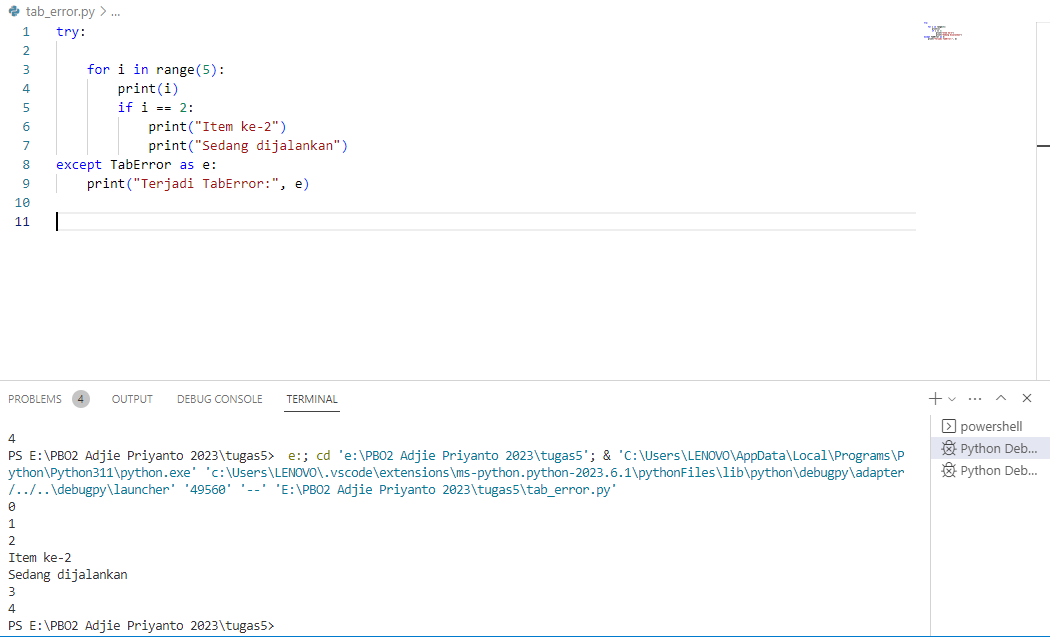 tab_error.py > ...
1 try:
2
3     for i in range(5):
4         print(i)
5         if i == 2:
6             print("Item ke-2")
7             print("Sedang dijalankan")
8 except TabError as e:
9     print("Terjadi TabError:", e)
10
11
PROBLEMS 4 OUTPUT DEBUG CONSOLE TERMINAL
4
PS E:\PBO2 Adjie Priyanto 2023\tugas5>  e:; cd 'e:\PBO2 Adjie Priyanto 2023\tugas5'; & 'C:\Users\LENOVO\AppData\Local\Programs\P
ython\Python311\python.exe' 'c:\Users\LENOVO\.vscode\extensions\ms-python.python-2023.6.1\pythonFiles\lib\python\debugpy\adapter
/../..\debugpy\launcher' '49560' '--' 'E:\PBO2 Adjie Priyanto 2023\tugas5\tab_error.py'
0
1
2
Item ke-2
Sedang dijalankan
3
4
PS E:\PBO2 Adjie Priyanto 2023\tugas5>
powershell
Python Deb...
Python Deb...